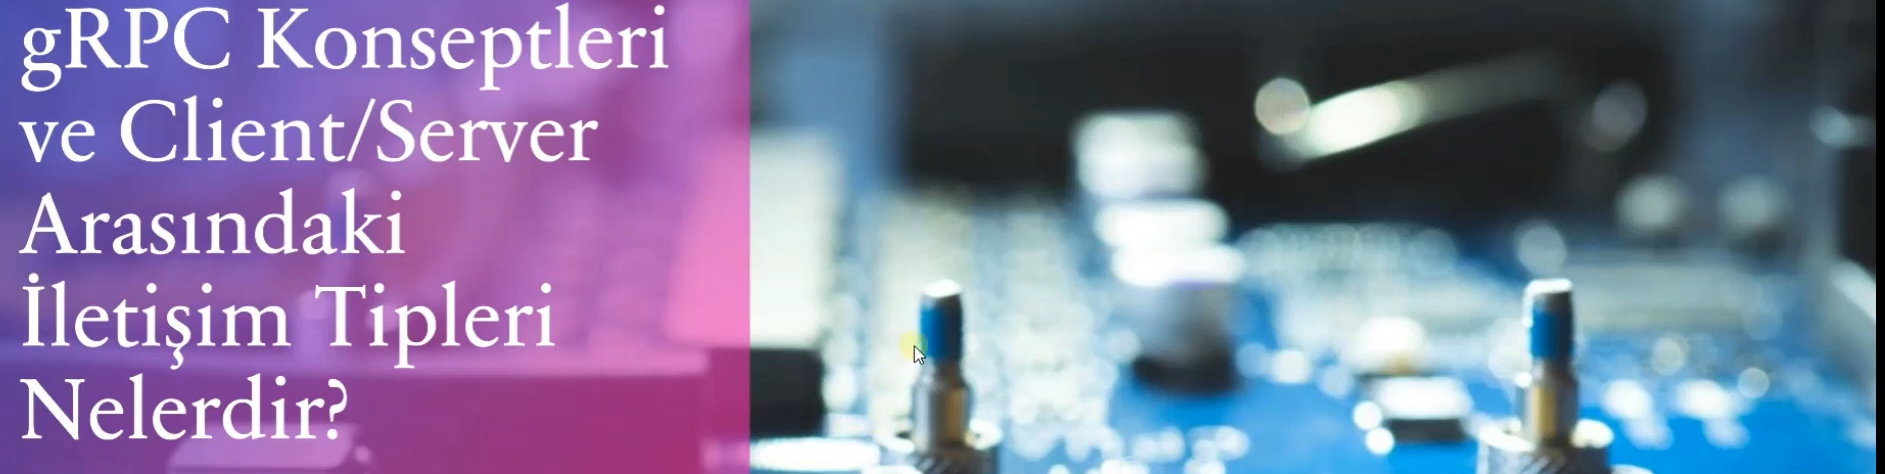 gRPC Konseptleri
ve Client/Server
Arasındaki
İletişim Tipleri
Nelerdir?